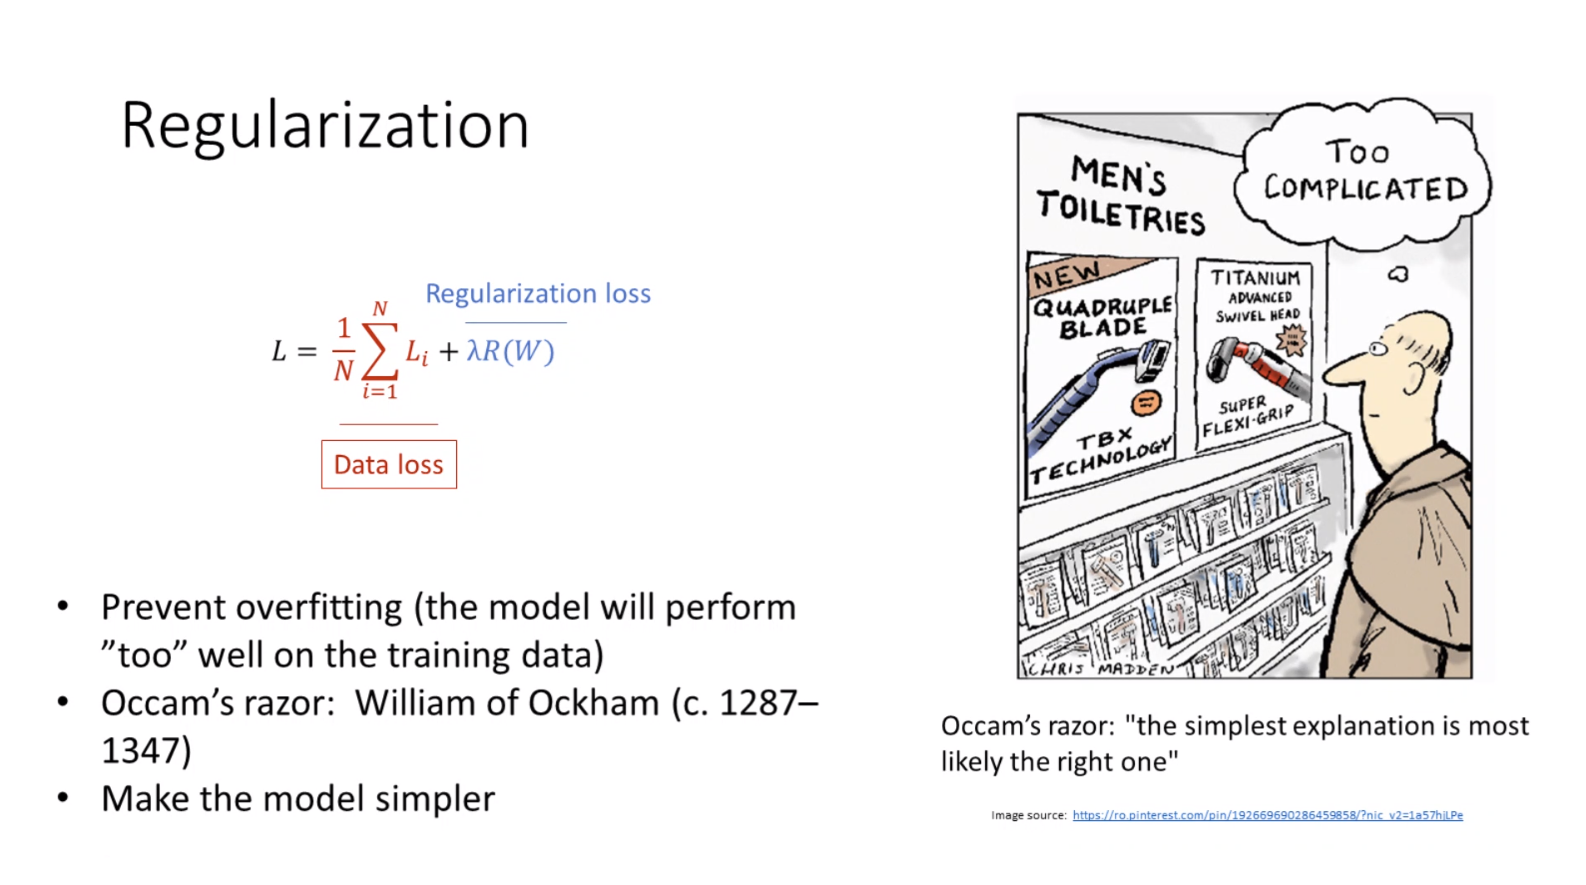 Regularization
Regularization loss
L = \frac{1}{N} \sum_{i=1}^{N} L_i + λR(W)
Data loss
• Prevent overfitting (the model will perform
”too” well on the training data)
• Occam’s razor:  William of Ockham (c. 1287–
1347)
• Make the model simpler
TOO
COMPLICATED
MEN'S
TOILETRIES
NEW
QUADRUPLE
BLADE
TBX
TECHNOLOGY
TITANIUM
ADVANCED
SWIVEL HEAD
SUPER
FLEXI-GRIP
CHRIS MADDEN
Occam’s razor: "the simplest explanation is most
likely the right one"
Image source: https://ro.pinterest.com/pin/192669690286459858/?nic_v2=1a57hjLPe